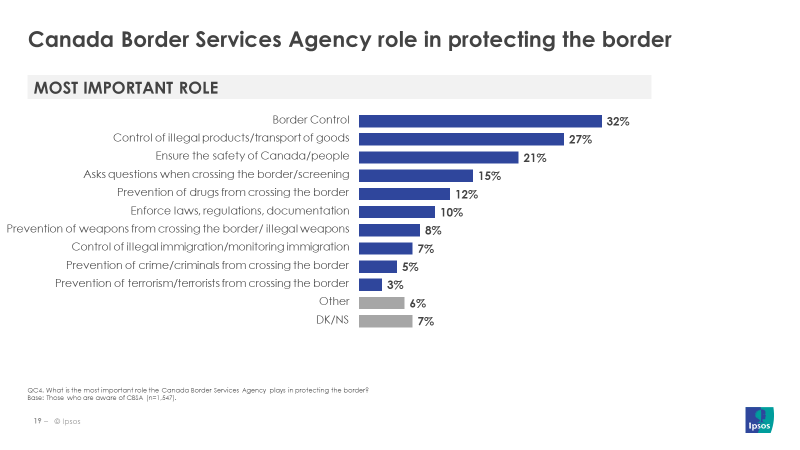 Canada Border Services Agency role in protecting the border
MOST IMPORTANT ROLE
Border Control 32%
Control of illegal products/transport of goods 27%
Ensure the safety of Canada/people 21%
Asks questions when crossing the border/screening 15%
Prevention of drugs from crossing the border 12%
Enforce laws, regulations, documentation 10%
Prevention of weapons from crossing the border/ illegal weapons 8%
Control of illegal immigration/monitoring immigration 7%
Prevention of crime/criminals from crossing the border 5%
Prevention of terrorism/terrorists from crossing the border 3%
Other 6%
DK/NS 7%
QC4. What is the most important role the Canada Border Services Agency plays in protecting the border?
Base: Those who are aware of CBSA (n=1,547).
19 – © Ipsos
Ipsos